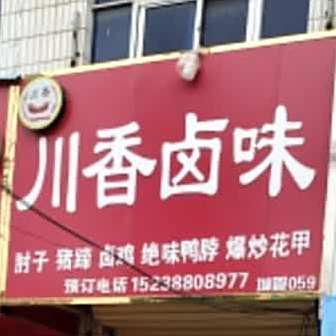 川香卤味
肘子 猪蹄 卤鸡 绝味鸭脖 爆炒花甲
预订电话 15238808977 059